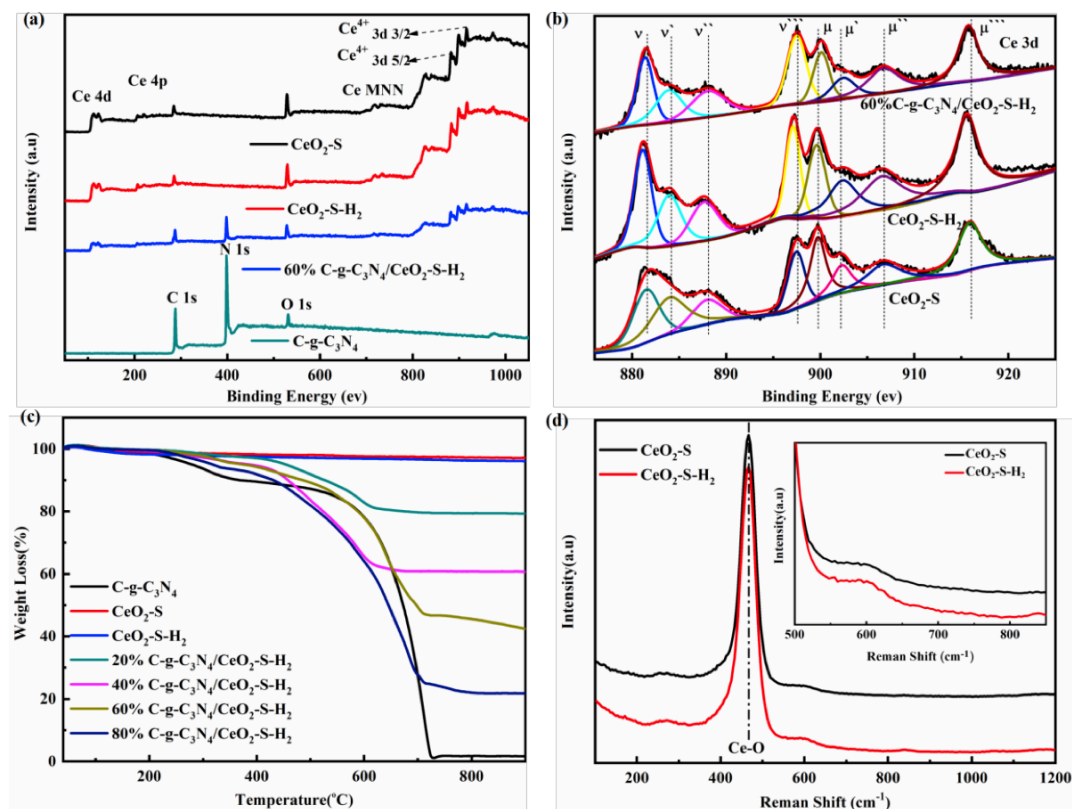 (a)
Ce⁴⁺ 3d 3/2
Ce⁴⁺ 3d 5/2
Ce MNN
Ce 4p
Ce 4d
CeO₂-S
CeO₂-S-H₂
N 1s
60% C-g-C₃N₄/CeO₂-S-H₂
C 1s
O 1s
C-g-C₃N₄
Intensity (a.u)
0 200 400 600 800 1000
Binding Energy (ev)
(b)
ν ν` ν`` ν``` μ μ` μ`` μ```
Ce 3d
60%C-g-C₃N₄/CeO₂-S-H₂
CeO₂-S-H₂
CeO₂-S
Intensity (a.u)
880 890 900 910 920
Binding Energy (ev)
(c)
100
80
60
40
20
0
Weight Loss(%)
C-g-C₃N₄
CeO₂-S
CeO₂-S-H₂
20% C-g-C₃N₄/CeO₂-S-H₂
40% C-g-C₃N₄/CeO₂-S-H₂
60% C-g-C₃N₄/CeO₂-S-H₂
80% C-g-C₃N₄/CeO₂-S-H₂
200 400 600 800
Temperature(°C)
(d)
CeO₂-S
CeO₂-S-H₂
CeO₂-S
CeO₂-S-H₂
Intensity(a.u)
500 600 700 800
Reman Shift (cm⁻¹)
Ce-O
Intensity(a.u)
200 400 600 800 1000 1200
Reman Shift (cm⁻¹)